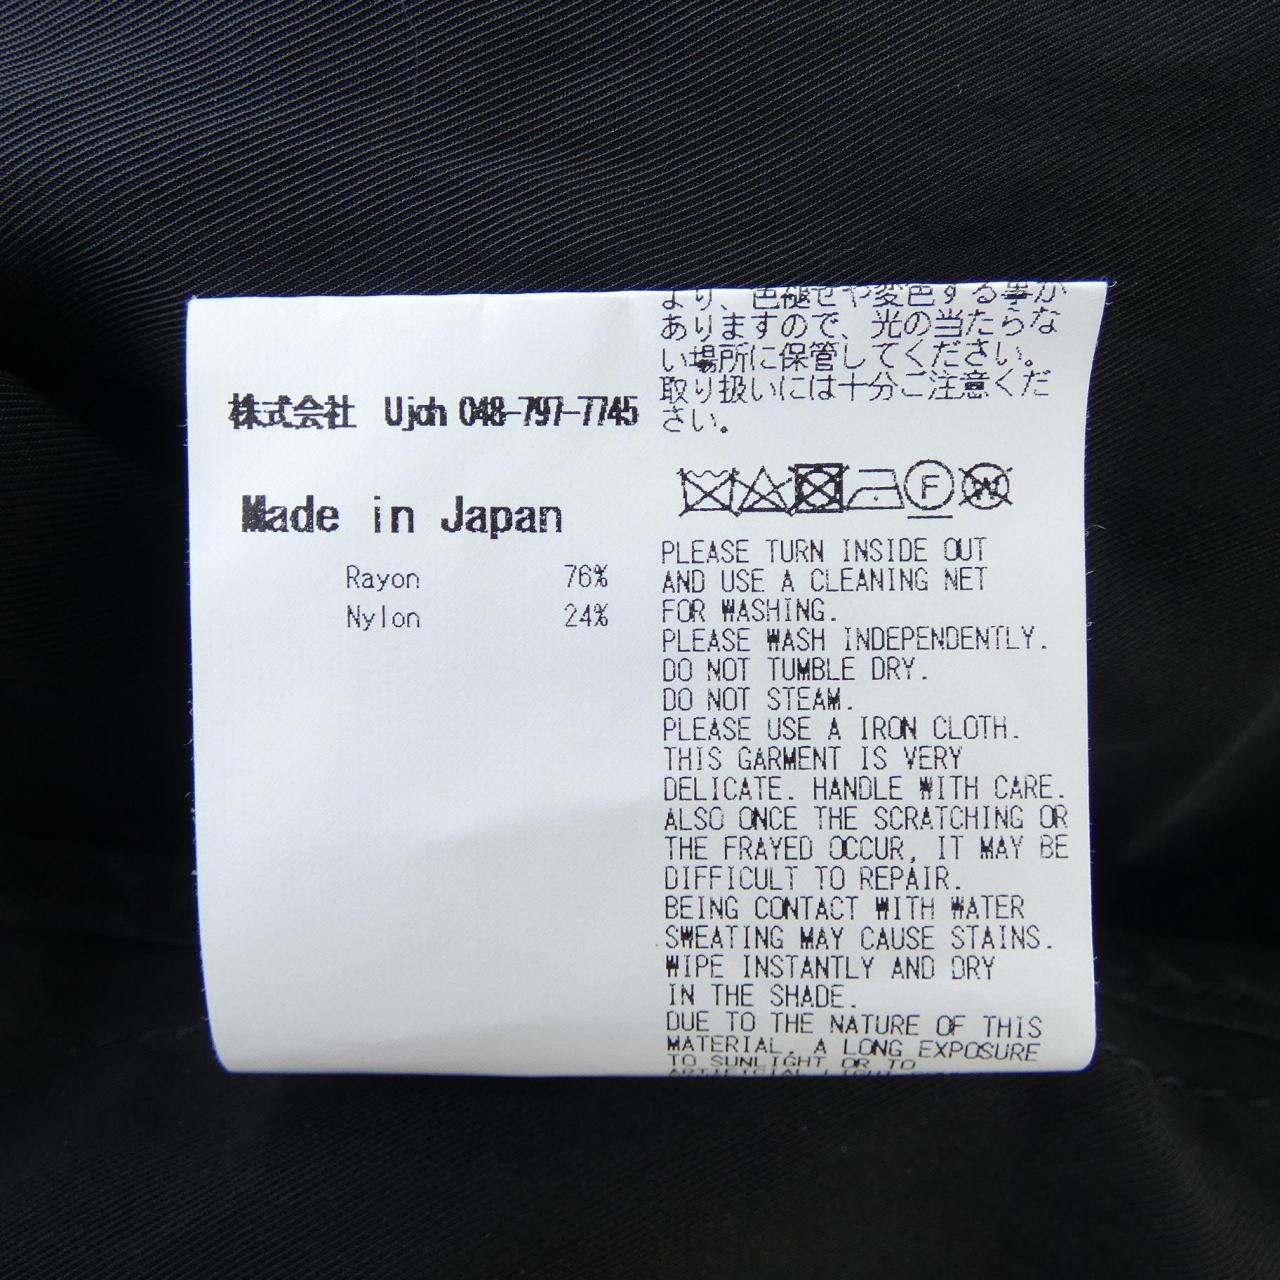 株式会社 Ujoh 048-797-7745
Made in Japan
Rayon 76%
Nylon 24%
より、色褪せや変色する事が
ありますので、光の当たらな
い場所に保管してください。
取り扱いには十分ご注意くだ
さい。
F W
PLEASE TURN INSIDE OUT
AND USE A CLEANING NET
FOR WASHING.
PLEASE WASH INDEPENDENTLY.
DO NOT TUMBLE DRY.
DO NOT STEAM.
PLEASE USE A IRON CLOTH.
THIS GARMENT IS VERY
DELICATE. HANDLE WITH CARE.
ALSO ONCE THE SCRATCHING OR
THE FRAYED OCCUR, IT MAY BE
DIFFICULT TO REPAIR.
BEING CONTACT WITH WATER
SWEATING MAY CAUSE STAINS.
WIPE INSTANTLY AND DRY
IN THE SHADE.
DUE TO THE NATURE OF THIS
MATERIAL, A LONG EXPOSURE
TO SUNLIGHT OR TO
ARTIFICIAL LIGHT